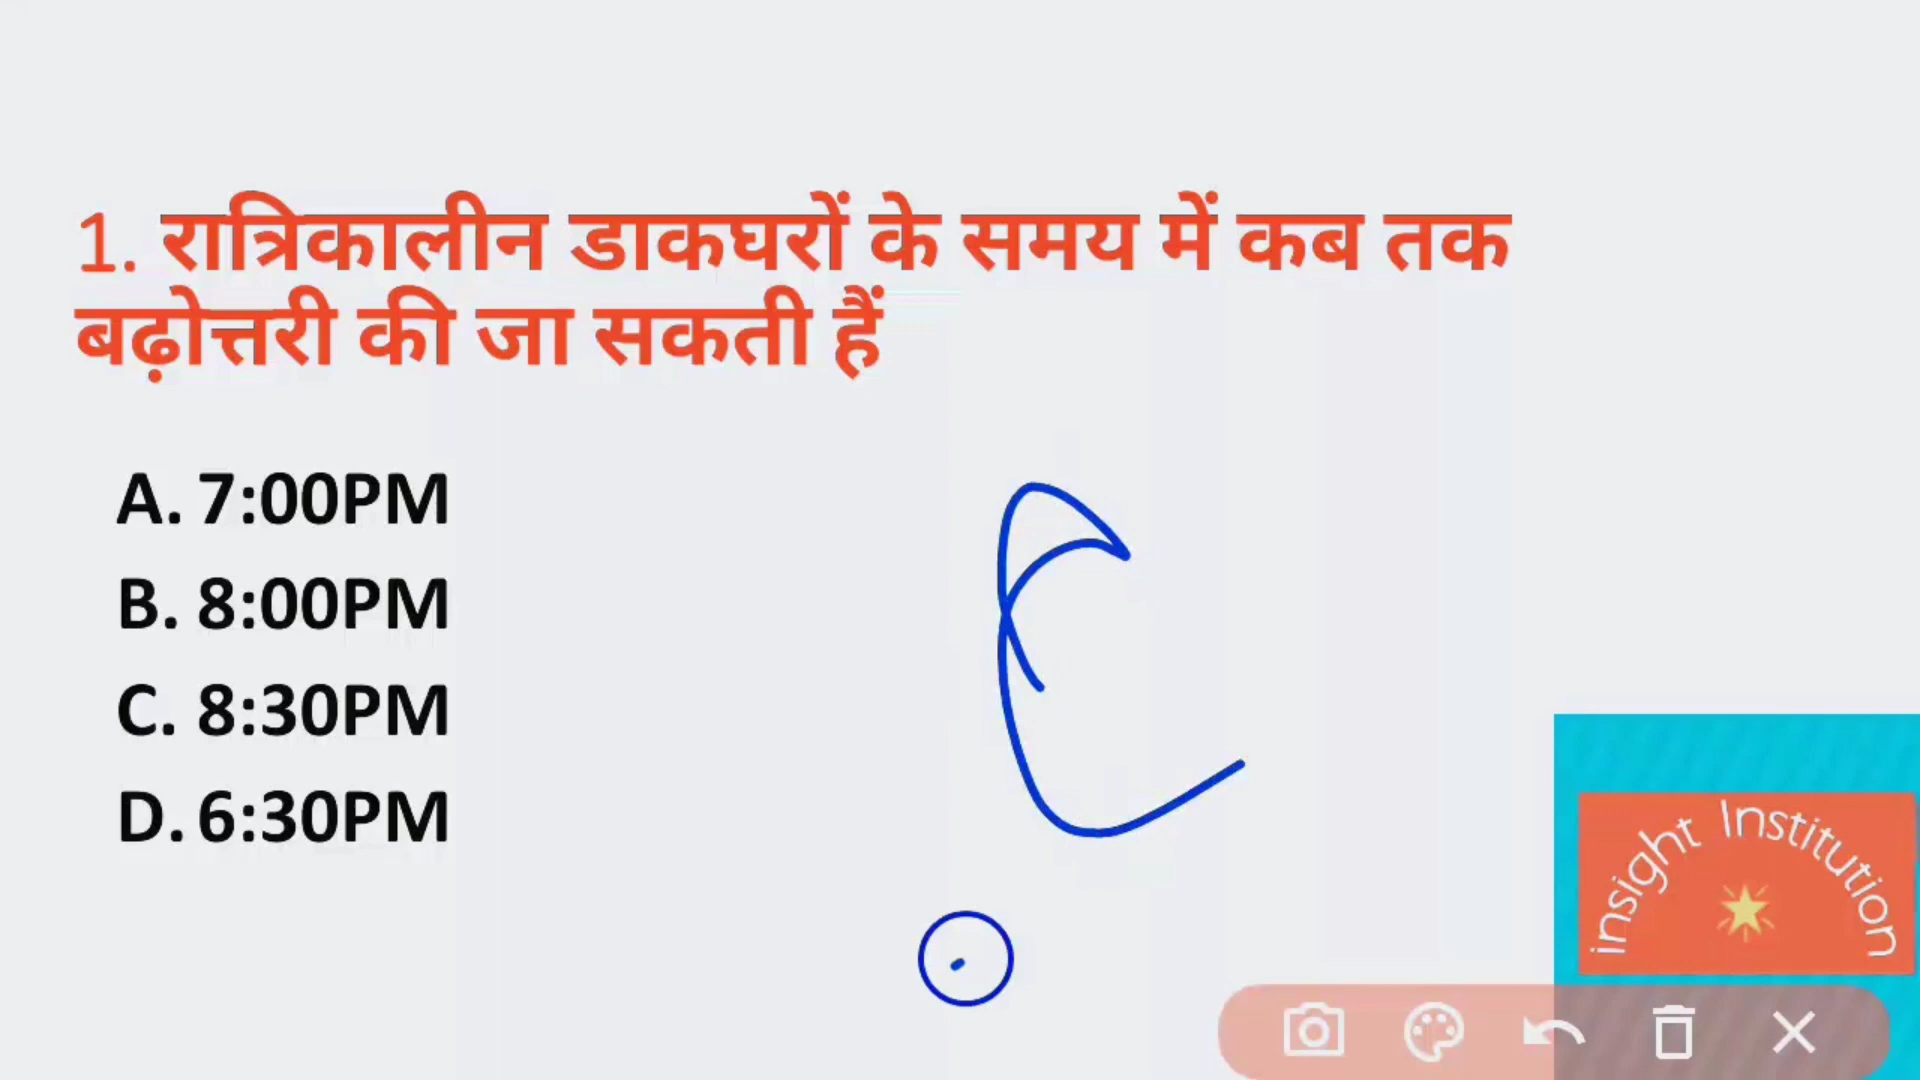 1. रात्रिकालीन डाकघरों के समय में कब तक
बढ़ोत्तरी की जा सकती हैं
A. 7:00PM
B. 8:00PM
C. 8:30PM
D. 6:30PM
C
insight Institution